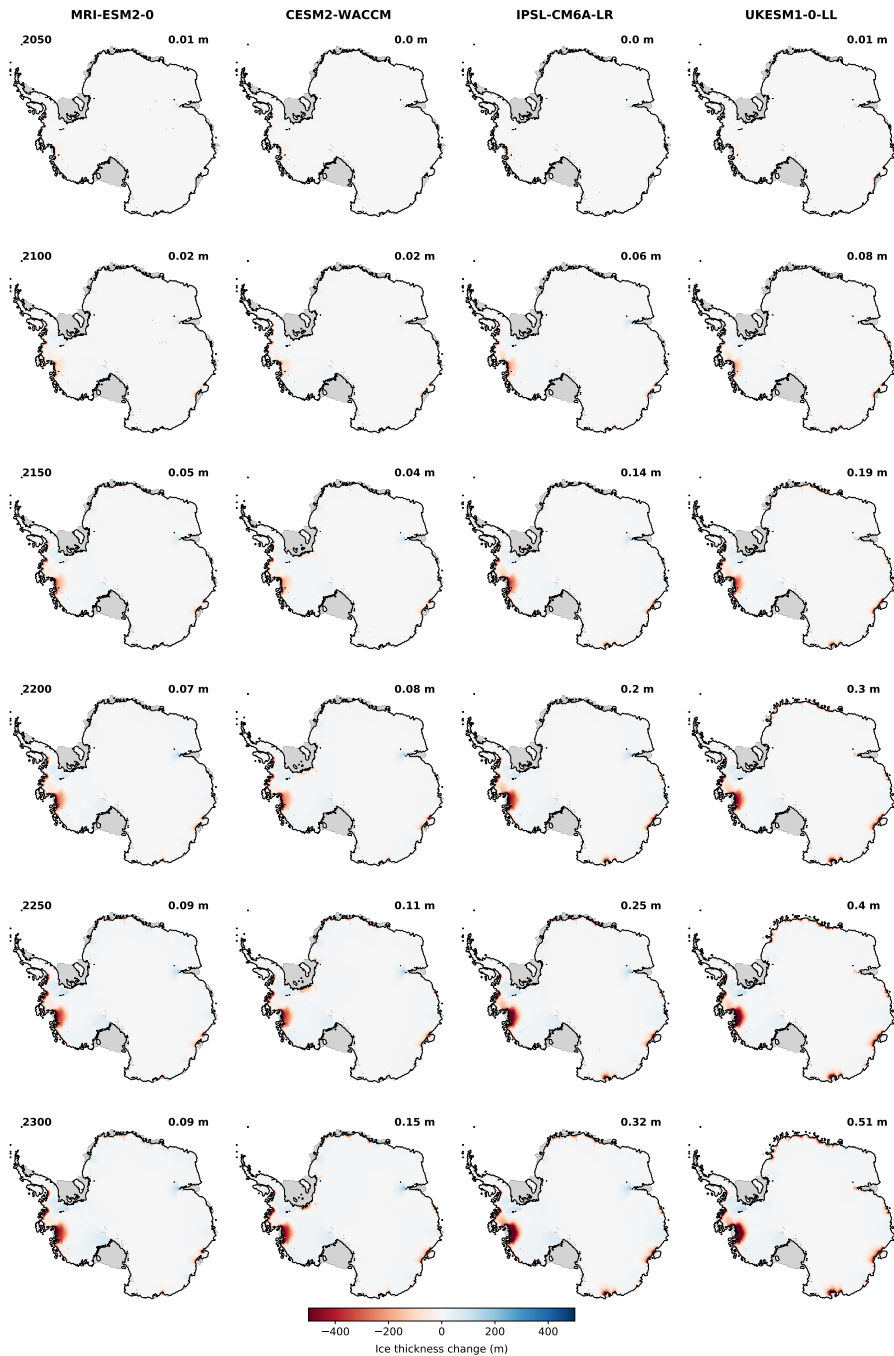 MRI-ESM2-0 CESM2-WACCM IPSL-CM6A-LR UKESM1-0-LL
2050 0.01 m 0.0 m 0.0 m 0.01 m
2100 0.02 m 0.02 m 0.06 m 0.08 m
2150 0.05 m 0.04 m 0.14 m 0.19 m
2200 0.07 m 0.08 m 0.2 m 0.3 m
2250 0.09 m 0.11 m 0.25 m 0.4 m
2300 0.09 m 0.15 m 0.32 m 0.51 m
−400 −200 0 200 400
Ice thickness change (m)